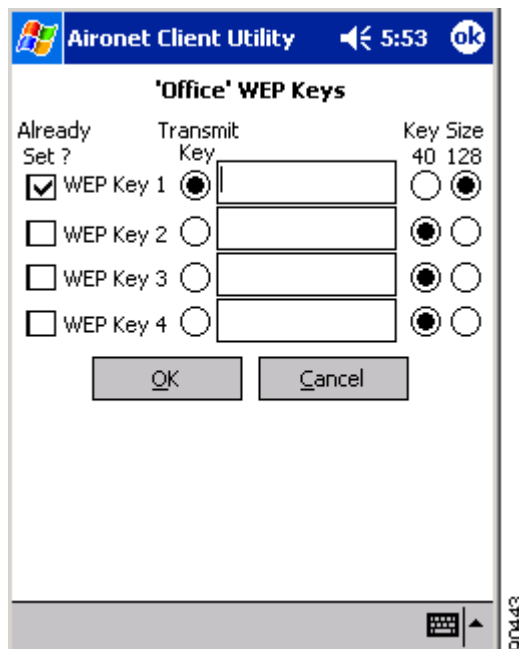 Aironet Client Utility 5:53 ok
'Office' WEP Keys
Already Transmit Key Size
Set ? Key 40 128
WEP Key 1
WEP Key 2
WEP Key 3
WEP Key 4
OK Cancel
90443